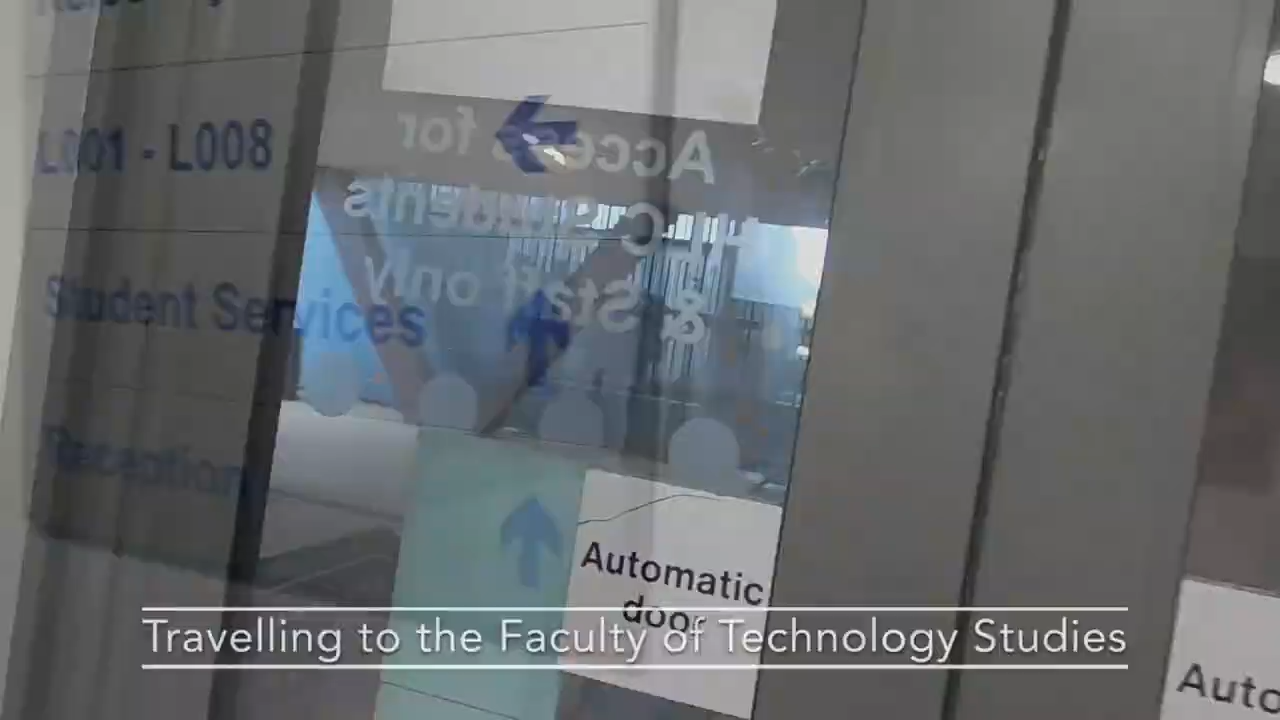 L001 - L008
Access for
HLC Students
& Staff only
Student Services
Reception
Automatic
door
Travelling to the Faculty of Technology Studies
Auto